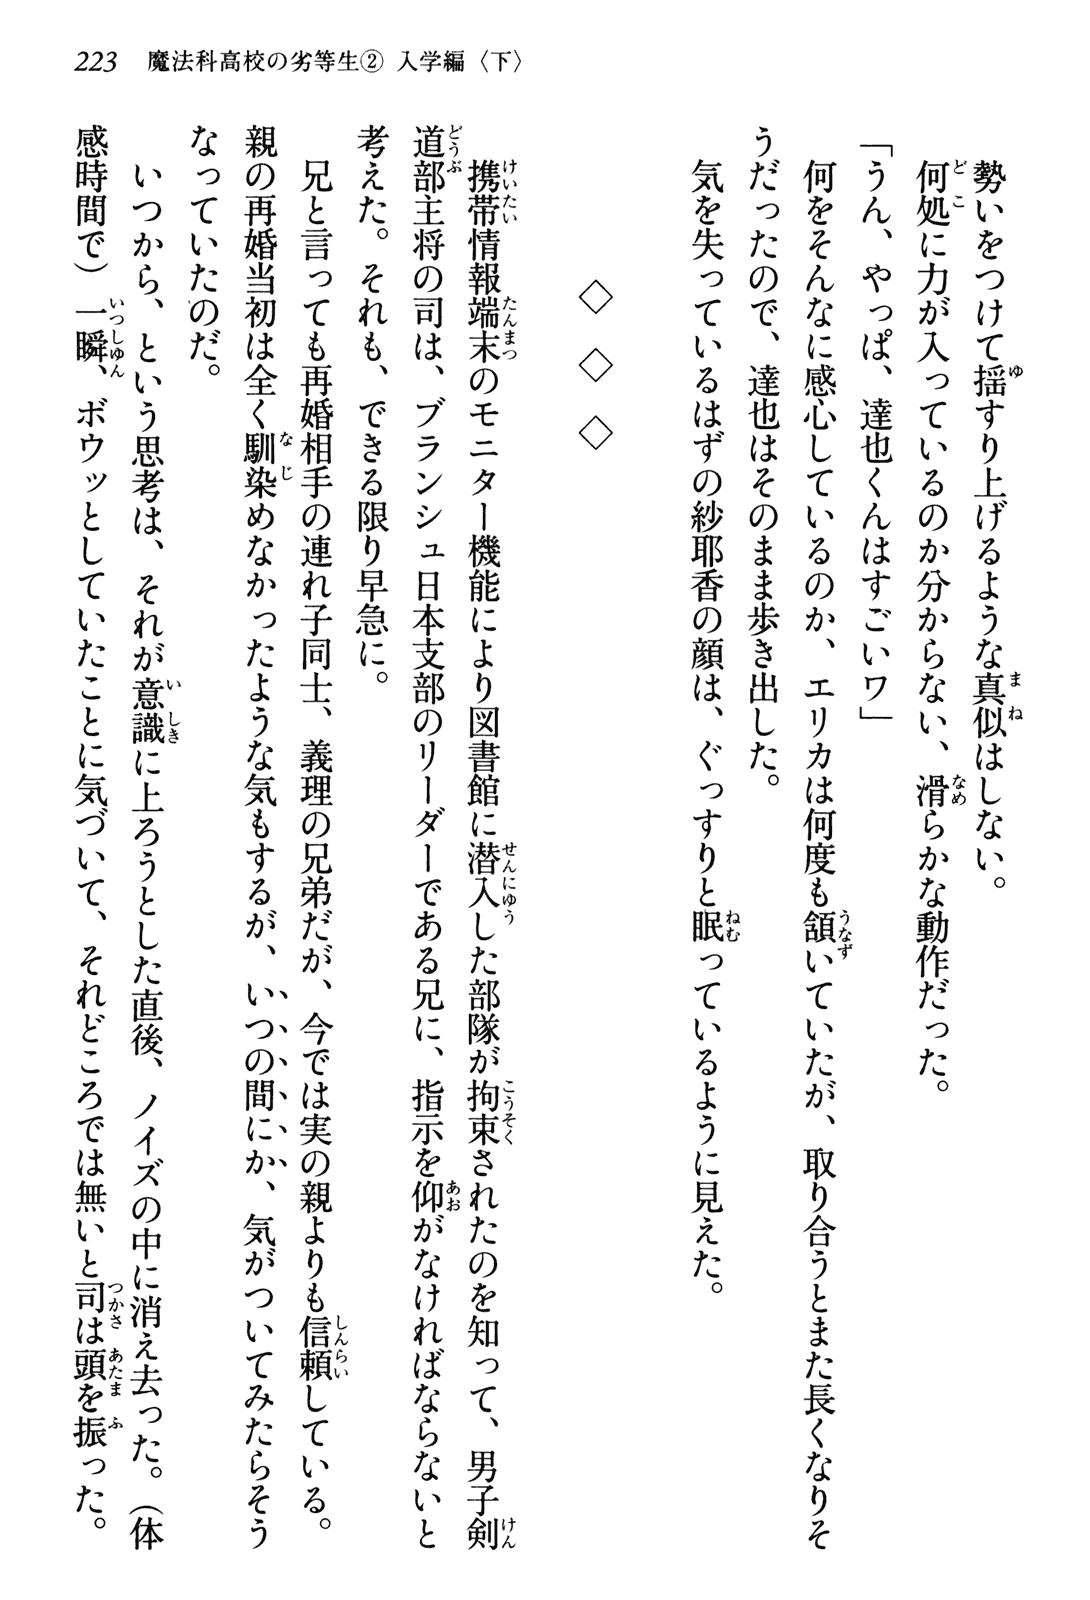 223 魔法科高校の劣等生② 入学編〈下〉
勢いをつけて揺すり上げるような真似はしない。
何処に力が入っているのか分からない、滑らかな動作だった。
「うん、やっぱ、達也くんはすごいワ」
何をそんなに感心しているのか、エリカは何度も頷いていたが、取り合うとまた長くなりそ
うだったので、達也はそのまま歩き出した。
気を失っているはずの紗耶香の顔は、ぐっすりと眠っているように見えた。
◇ ◇ ◇
携帯情報端末のモニター機能により図書館に潜入した部隊が拘束されたのを知って、男子剣
道部主将の司は、ブランシュ日本支部のリーダーである兄に、指示を仰がなければならないと
考えた。それも、できる限り早急に。
兄と言っても再婚相手の連れ子同士、義理の兄弟だが、今では実の親よりも信頼している。
親の再婚当初は全く馴染めなかったような気もするが、いつの間にか、気がついてみたらそう
なっていたのだ。
いつから、という思考は、それが意識に上ろうとした直後、ノイズの中に消え去った。（体
感時間で）一瞬、ボウッとしていたことに気づいて、それどころでは無いと司は頭を振った。